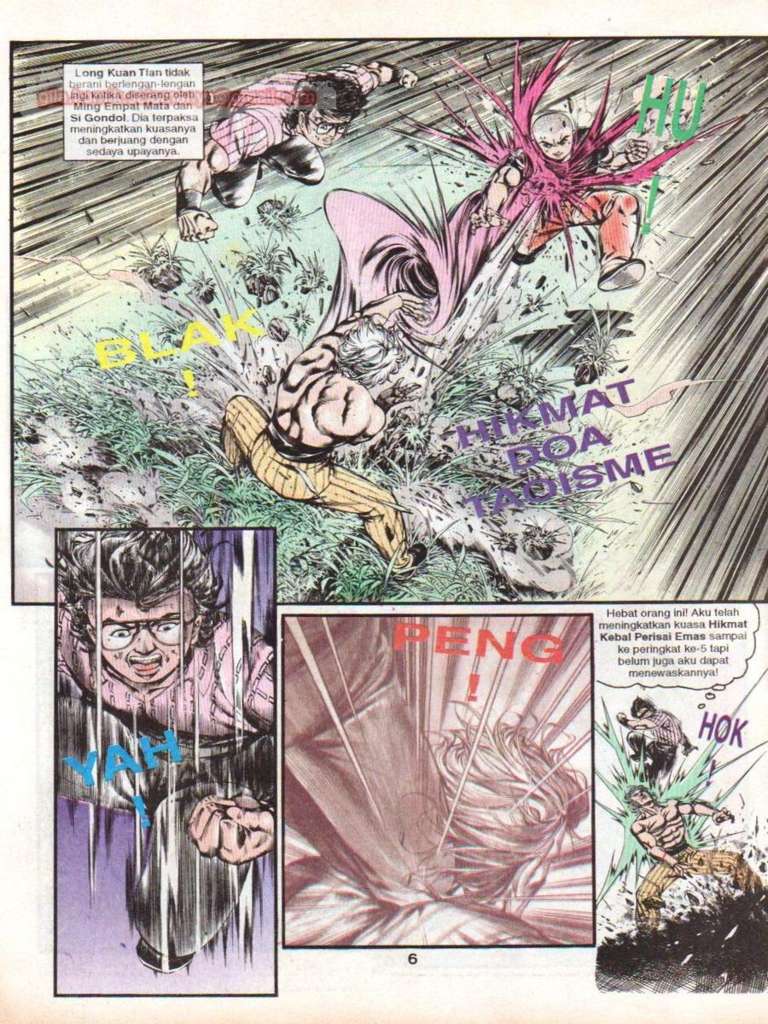 Long Kuan Tian tidak
berani berlengah-lengah
lagi ketika diserang oleh
Ming Empat Mata dan
Si Gondol. Dia terpaksa
meningkatkan kuasanya
dan berjuang dengan
sedaya upayanya.
HU
!
BLAK
!
HIKMAT
DOA
TAOISME
YAH
!
PENG
!
Hebat orang ini! Aku telah
meningkatkan kuasa Hikmat
Kebal Perisai Emas sampai
ke peringkat ke-5 tapi
belum juga aku dapat
menewaskannya!
HOK
!
6